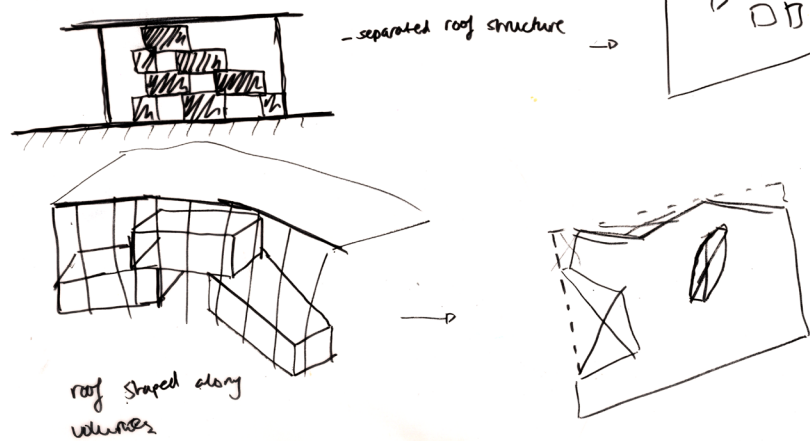 - separated roof structure
roof shaped along
volumes